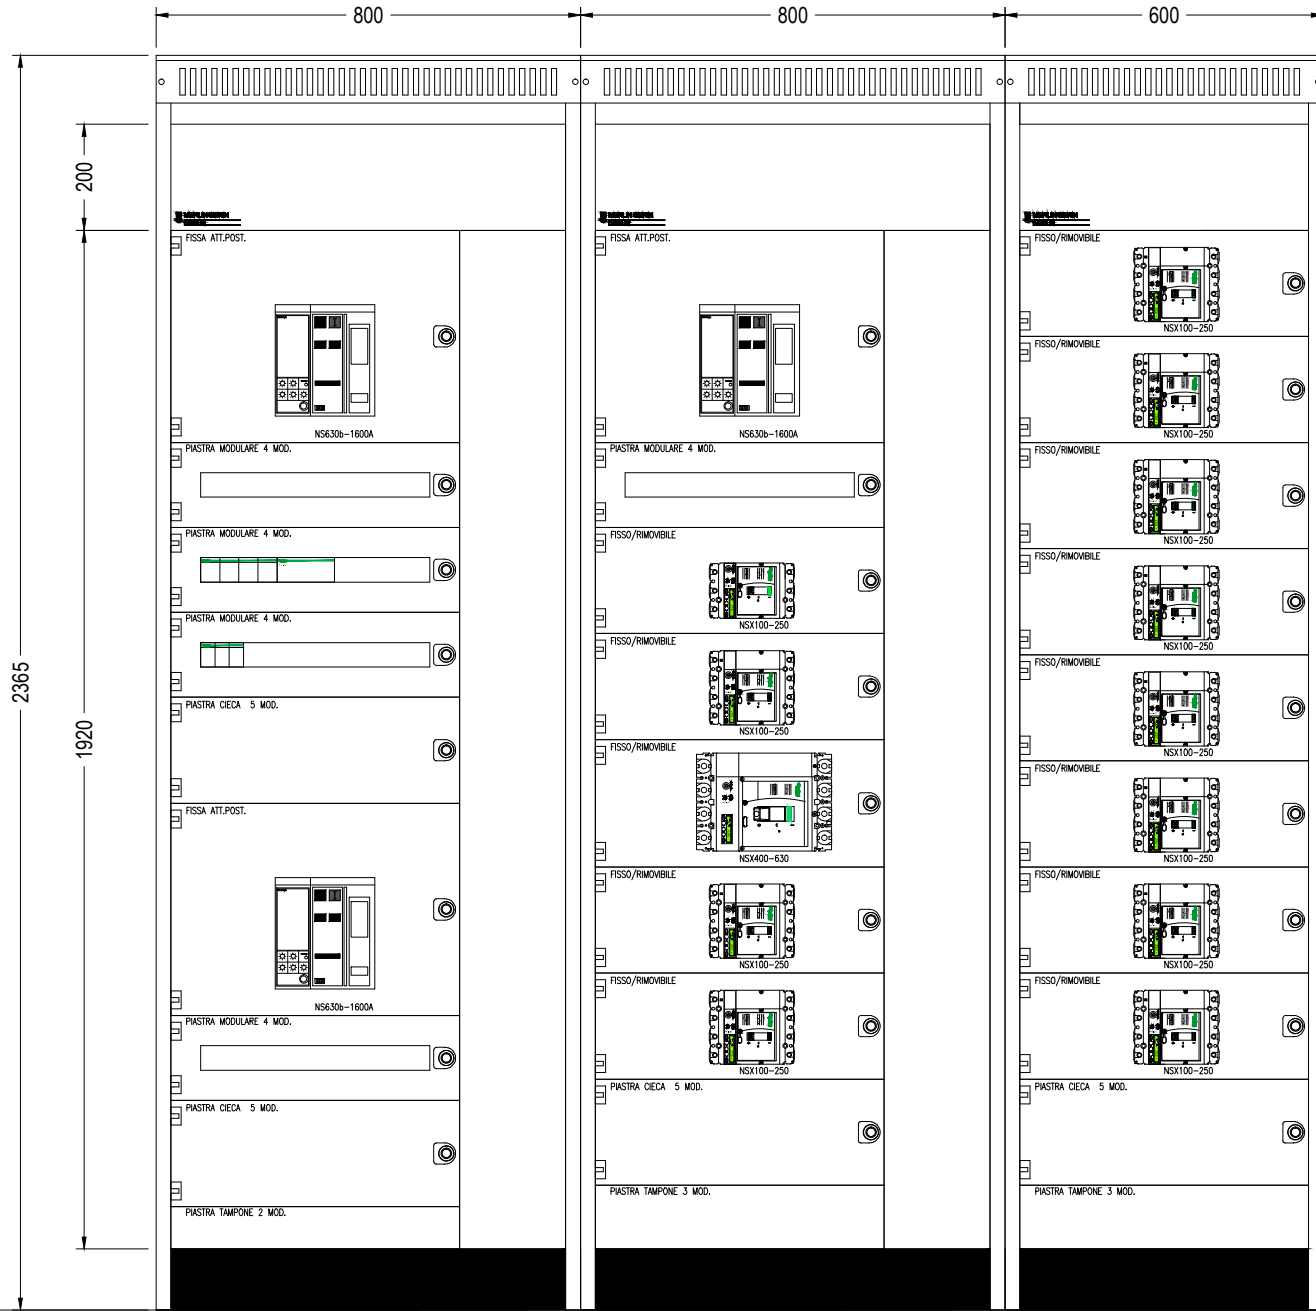 800
800
600
200
1920
2365
FISSA ATT.POST.
NS630b-1600A
PIASTRA MODULARE 4 MOD.
PIASTRA MODULARE 4 MOD.
PIASTRA MODULARE 4 MOD.
PIASTRA CIECA 5 MOD.
FISSA ATT.POST.
NS630b-1600A
PIASTRA MODULARE 4 MOD.
PIASTRA CIECA 5 MOD.
PIASTRA TAMPONE 2 MOD.
FISSA ATT.POST.
NS630b-1600A
PIASTRA MODULARE 4 MOD.
FISSO/RIMOVIBILE
NSX100-250
FISSO/RIMOVIBILE
NSX100-250
FISSO/RIMOVIBILE
NSX400-630
FISSO/RIMOVIBILE
NSX100-250
FISSO/RIMOVIBILE
NSX100-250
PIASTRA CIECA 5 MOD.
PIASTRA TAMPONE 3 MOD.
FISSO/RIMOVIBILE
NSX100-250
FISSO/RIMOVIBILE
NSX100-250
FISSO/RIMOVIBILE
NSX100-250
FISSO/RIMOVIBILE
NSX100-250
FISSO/RIMOVIBILE
NSX100-250
FISSO/RIMOVIBILE
NSX100-250
FISSO/RIMOVIBILE
NSX100-250
FISSO/RIMOVIBILE
NSX100-250
PIASTRA CIECA 5 MOD.
PIASTRA TAMPONE 3 MOD.